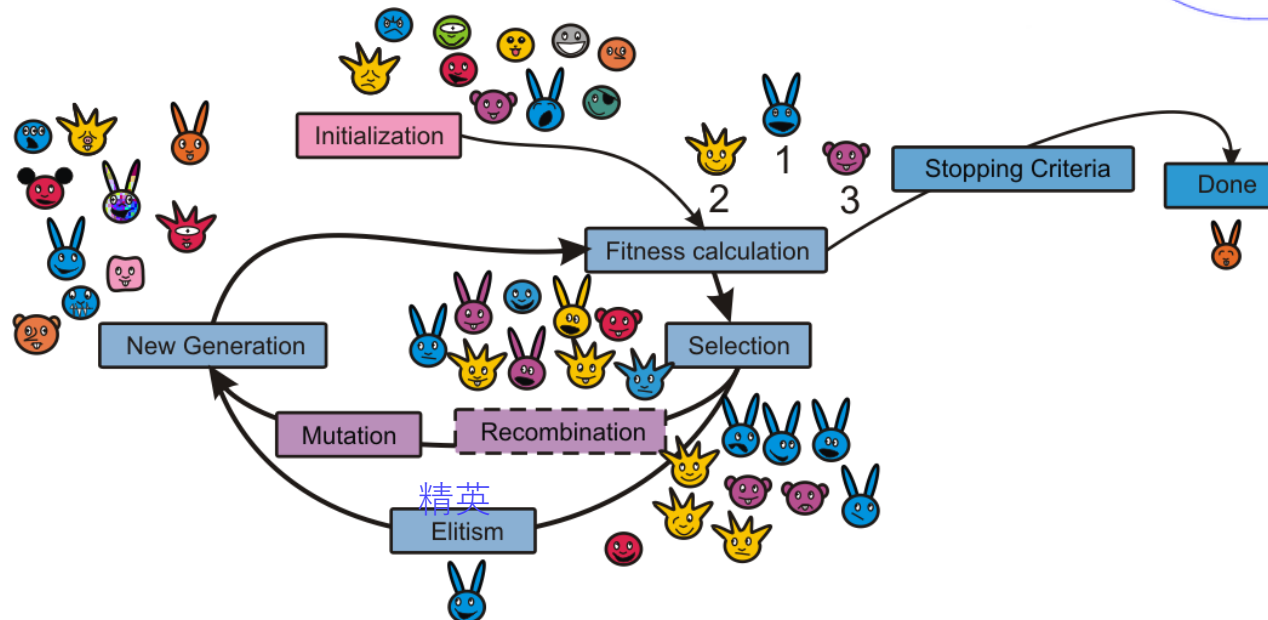 Initialization
1
2
3
Stopping Criteria
Done
Fitness calculation
New Generation
Selection
Mutation
Recombination
精英
Elitism